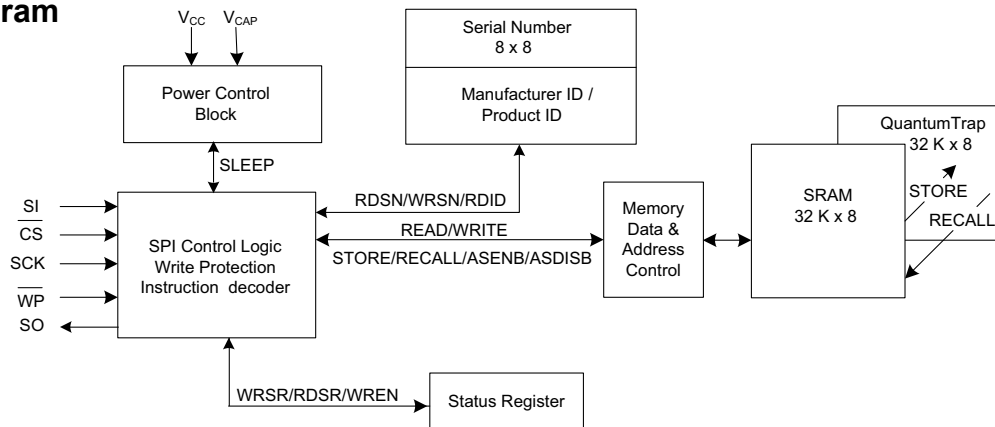 ram
VCC VCAP
Serial Number
8 x 8
Power Control
Block
Manufacturer ID /
Product ID
QuantumTrap
32 K x 8
SLEEP
SRAM
32 K x 8
STORE
RECALL
SI
CS
SCK
WP
SO
SPI Control Logic
Write Protection
Instruction decoder
RDSN/WRSN/RDID
READ/WRITE
STORE/RECALL/ASENB/ASDISB
Memory
Data &
Address
Control
WRSR/RDSR/WREN
Status Register